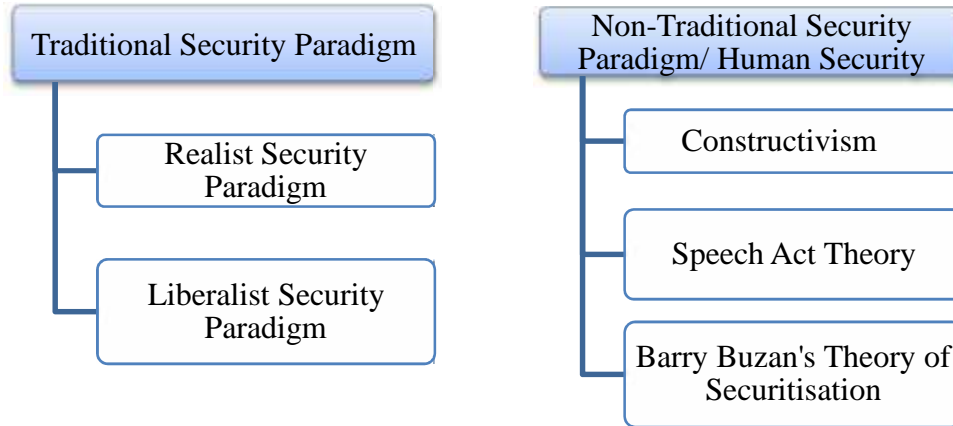 Traditional Security Paradigm
Realist Security
Paradigm
Liberalist Security
Paradigm
Non-Traditional Security
Paradigm/ Human Security
Constructivism
Speech Act Theory
Barry Buzan's Theory of
Securitisation